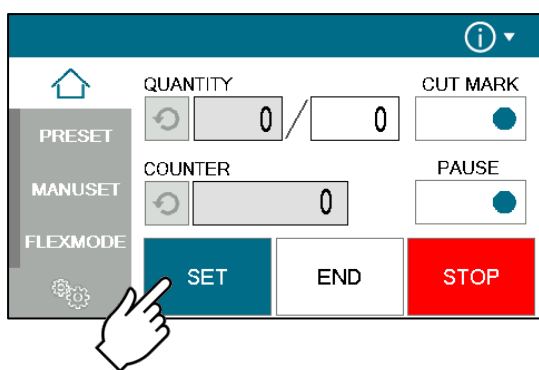 i
QUANTITY
CUT MARK
0 / 0
PRESET
COUNTER
PAUSE
MANUSET
0
FLEXMODE
SET
END
STOP